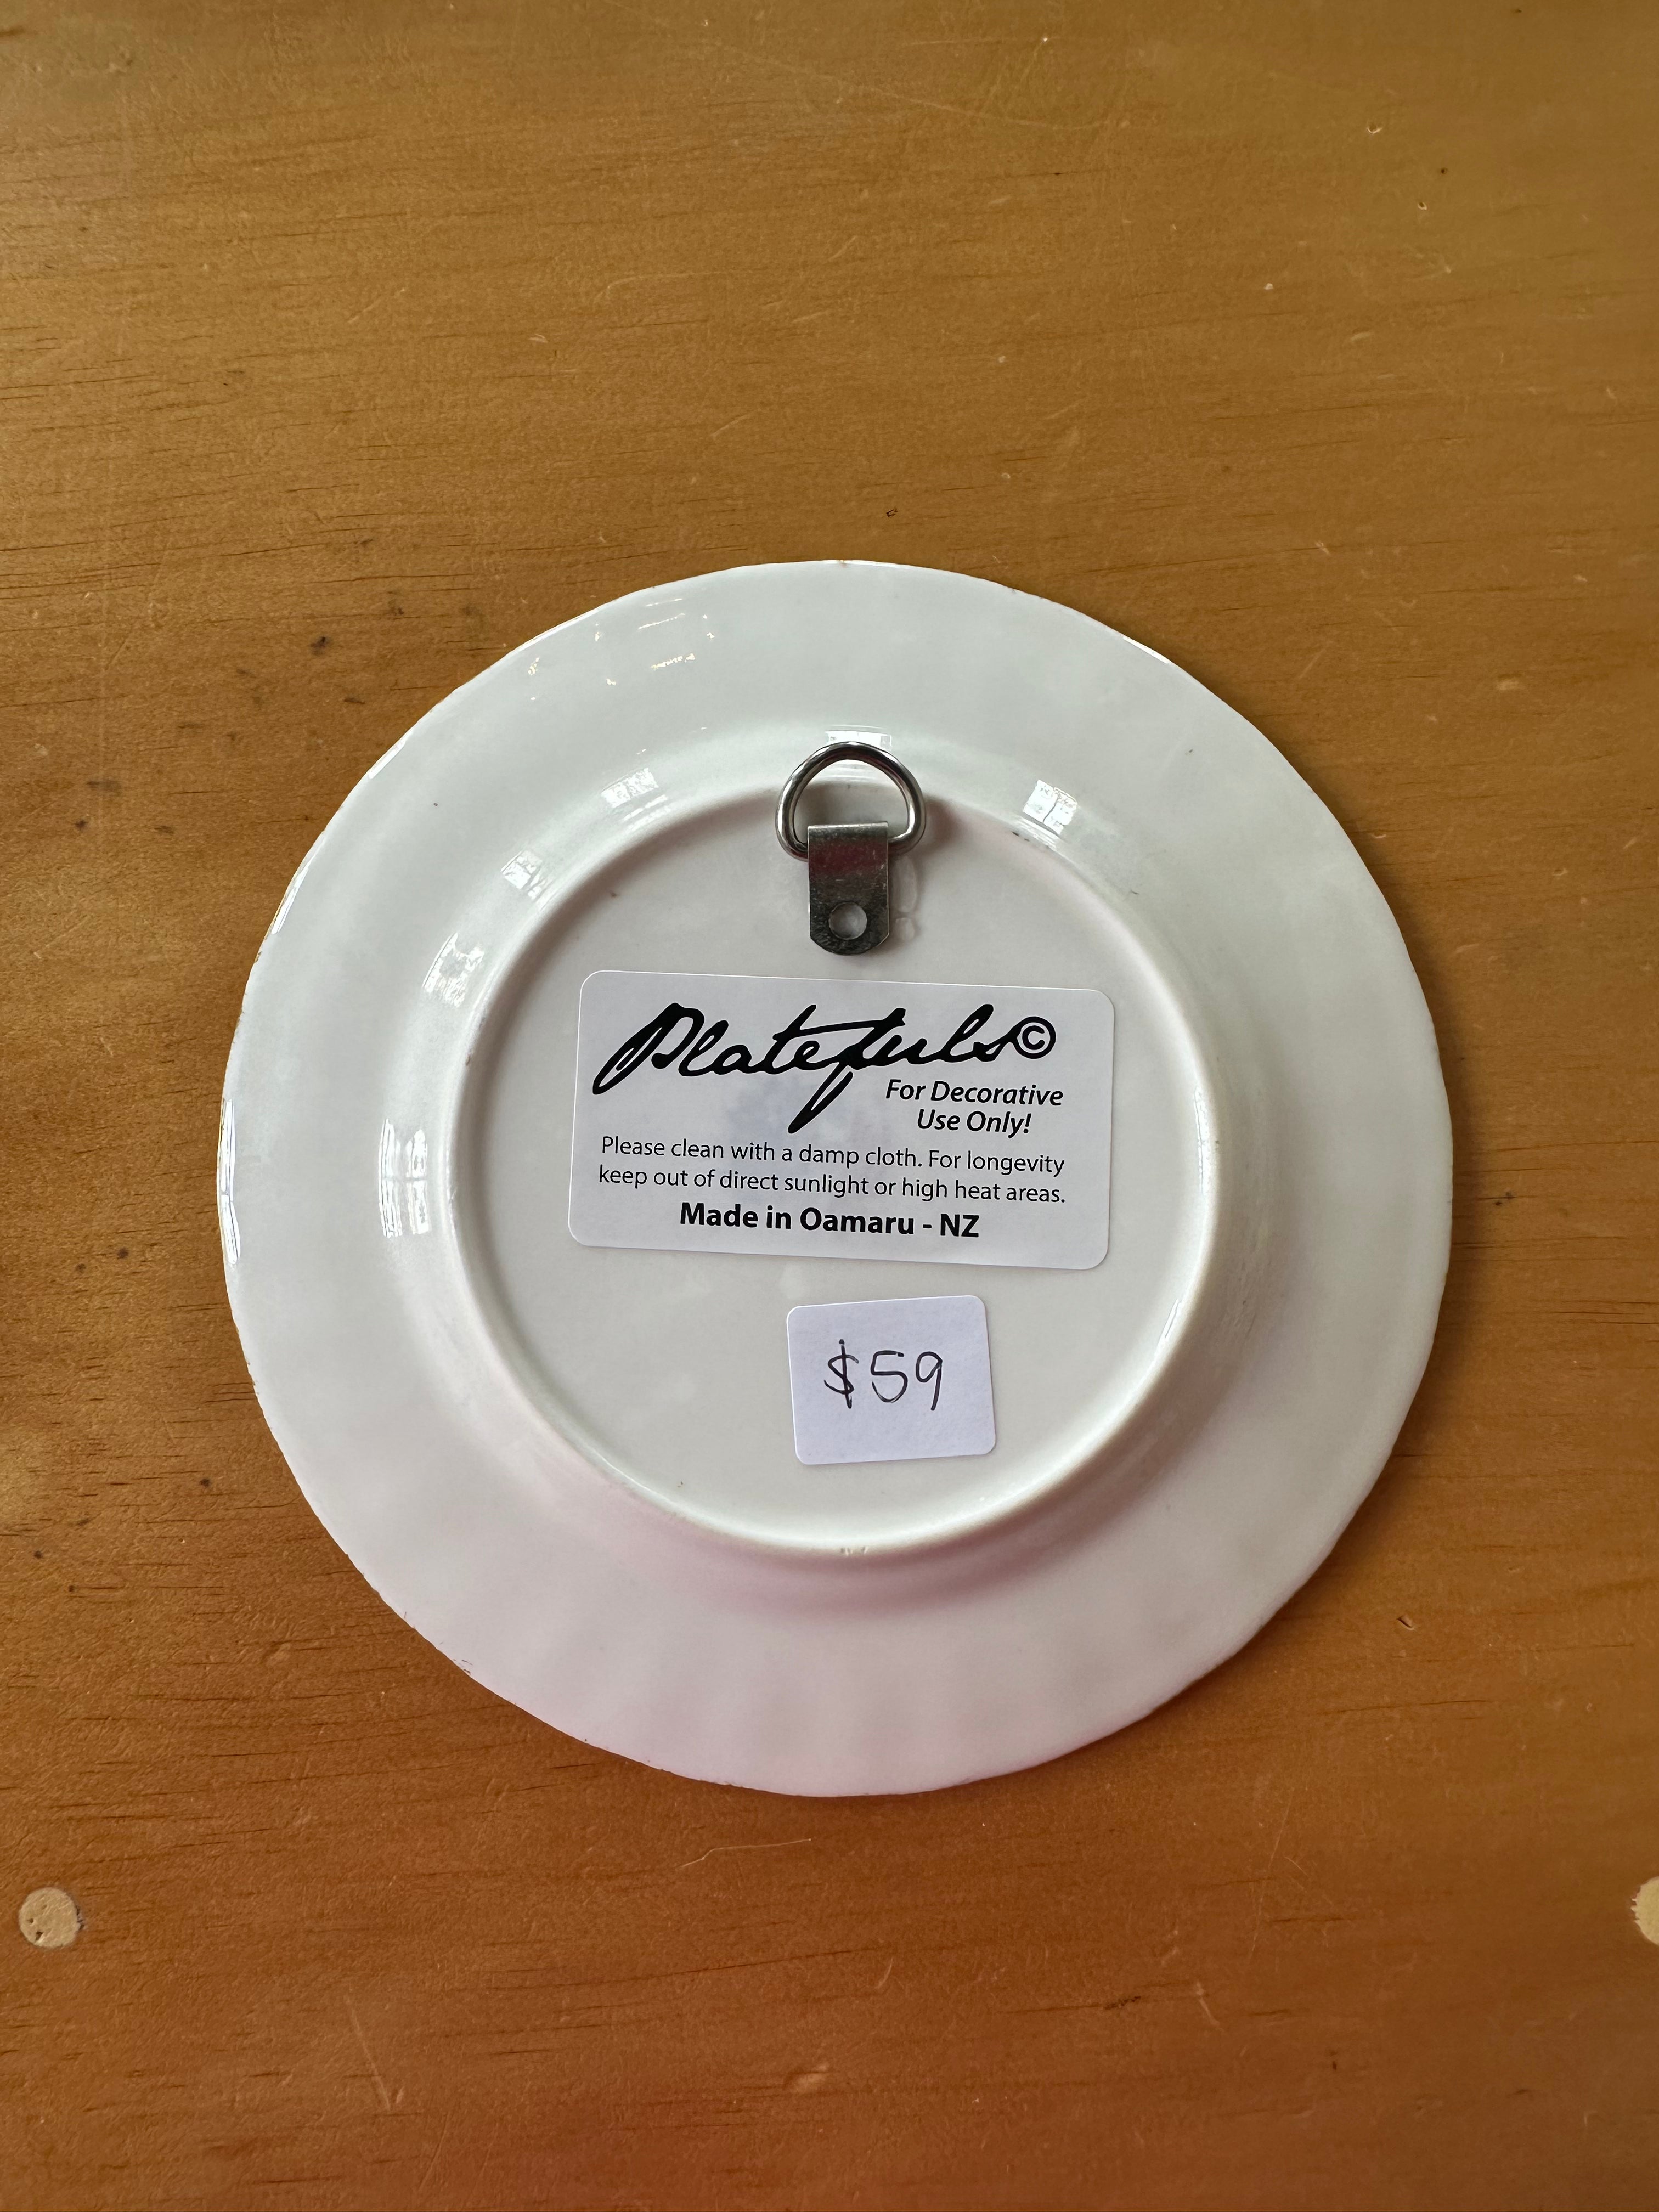 Platefuls©
For Decorative
Use Only!
Please clean with a damp cloth. For longevity
keep out of direct sunlight or high heat areas.
Made in Oamaru - NZ
$59